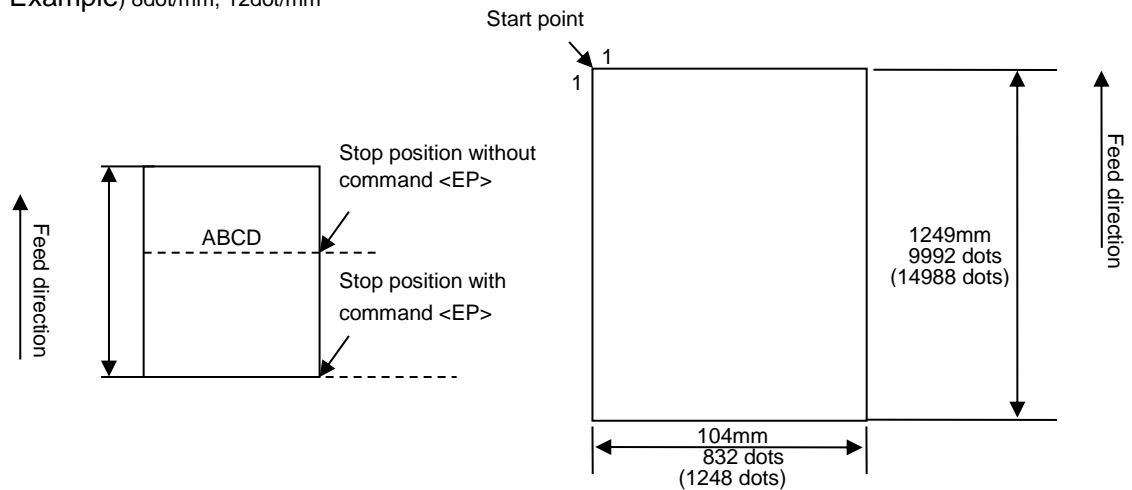 Example) 8dot/mm, 12dot/mm
Start point
1
1
Stop position without
command <EP>
ABCD
Feed direction
Stop position with
command <EP>
1249mm
9992 dots
(14988 dots)
Feed direction
104mm
832 dots
(1248 dots)